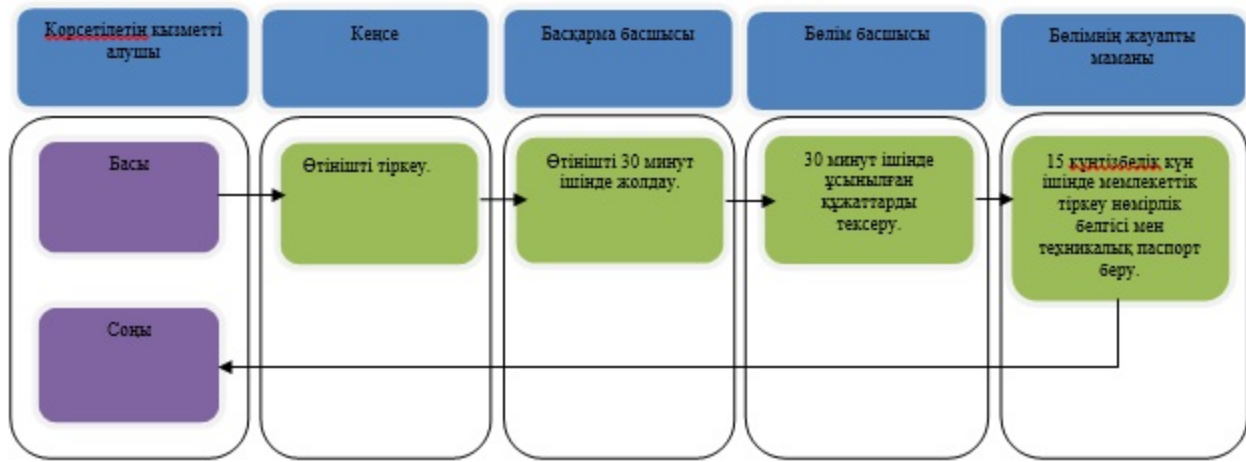 Көрсетілетін қызметті
алушы
Кеңсе
Басқарма басшысы
Бөлім басшысы
Бөлімнің жауапты
маманы
Басы
Өтінішті тіркеу.
Өтінішті 30 минут
ішінде жолдау.
30 минут ішінде
ұсынылған
құжаттарды
тексеру.
15 күнтізбелік күн
ішінде мемлекеттік
тіркеу нөмірлік
белгісі мен
техникалық паспорт
беру.
Соңы